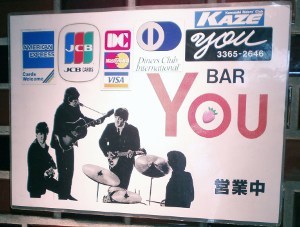 AMERICAN
EXPRESS
Cards
Welcome
JCB
JCB CARD
DC
MasterCard
VISA
Diners Club
International
KAZE
you
3365-2646
BAR
YOU
営業中